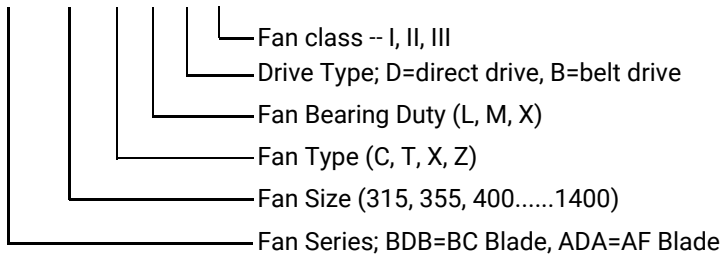 Fan class -- I, II, III
Drive Type; D=direct drive, B=belt drive
Fan Bearing Duty (L, M, X)
Fan Type (C, T, X, Z)
Fan Size (315, 355, 400......1400)
Fan Series; BDB=BC Blade, ADA=AF Blade